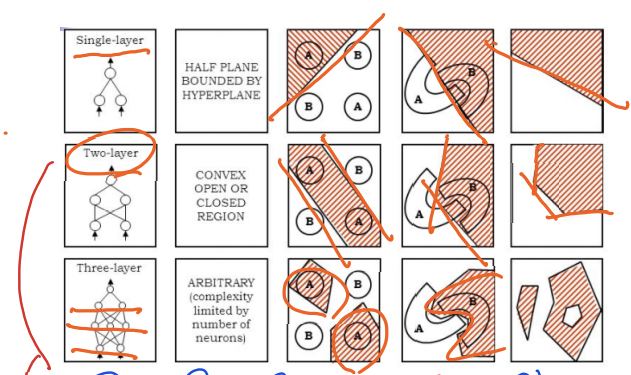 Single-layer
HALF PLANE
BOUNDED BY
HYPERPLANE
A B
B A
A B
Two-layer
CONVEX
OPEN OR
CLOSED
REGION
A B
B A
A B
Three-layer
ARBITRARY
(complexity
limited by
number of
neurons)
A B
B A
A B